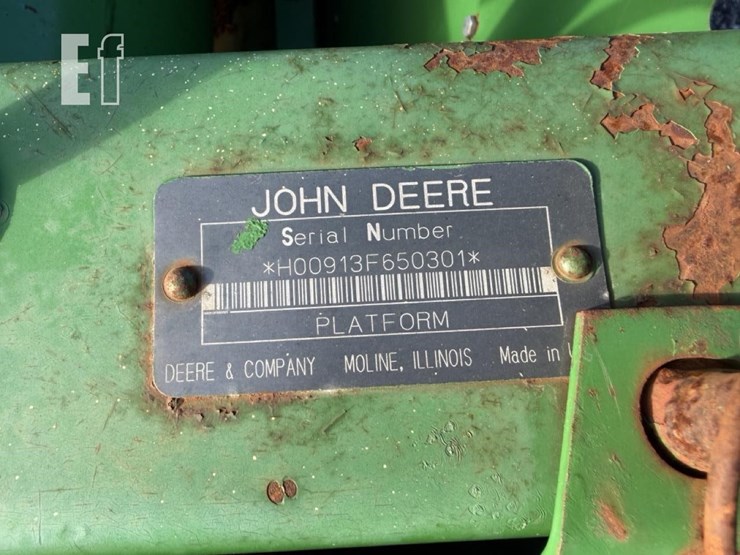 Ef
JOHN DEERE
Serial Number
*H00913F650301*
PLATFORM
DEERE & COMPANY MOLINE, ILLINOIS Made in